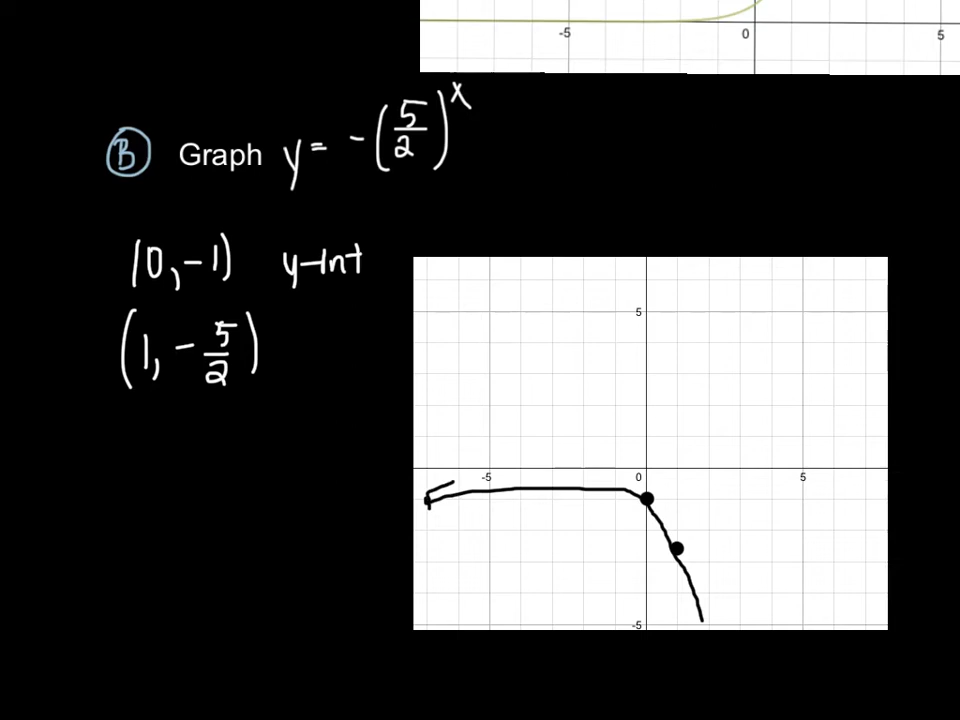 -5 0 5
B Graph y = -(5/2)^x
(0, -1) y-int
(1, -5/2)
5
-5 0 5
-5